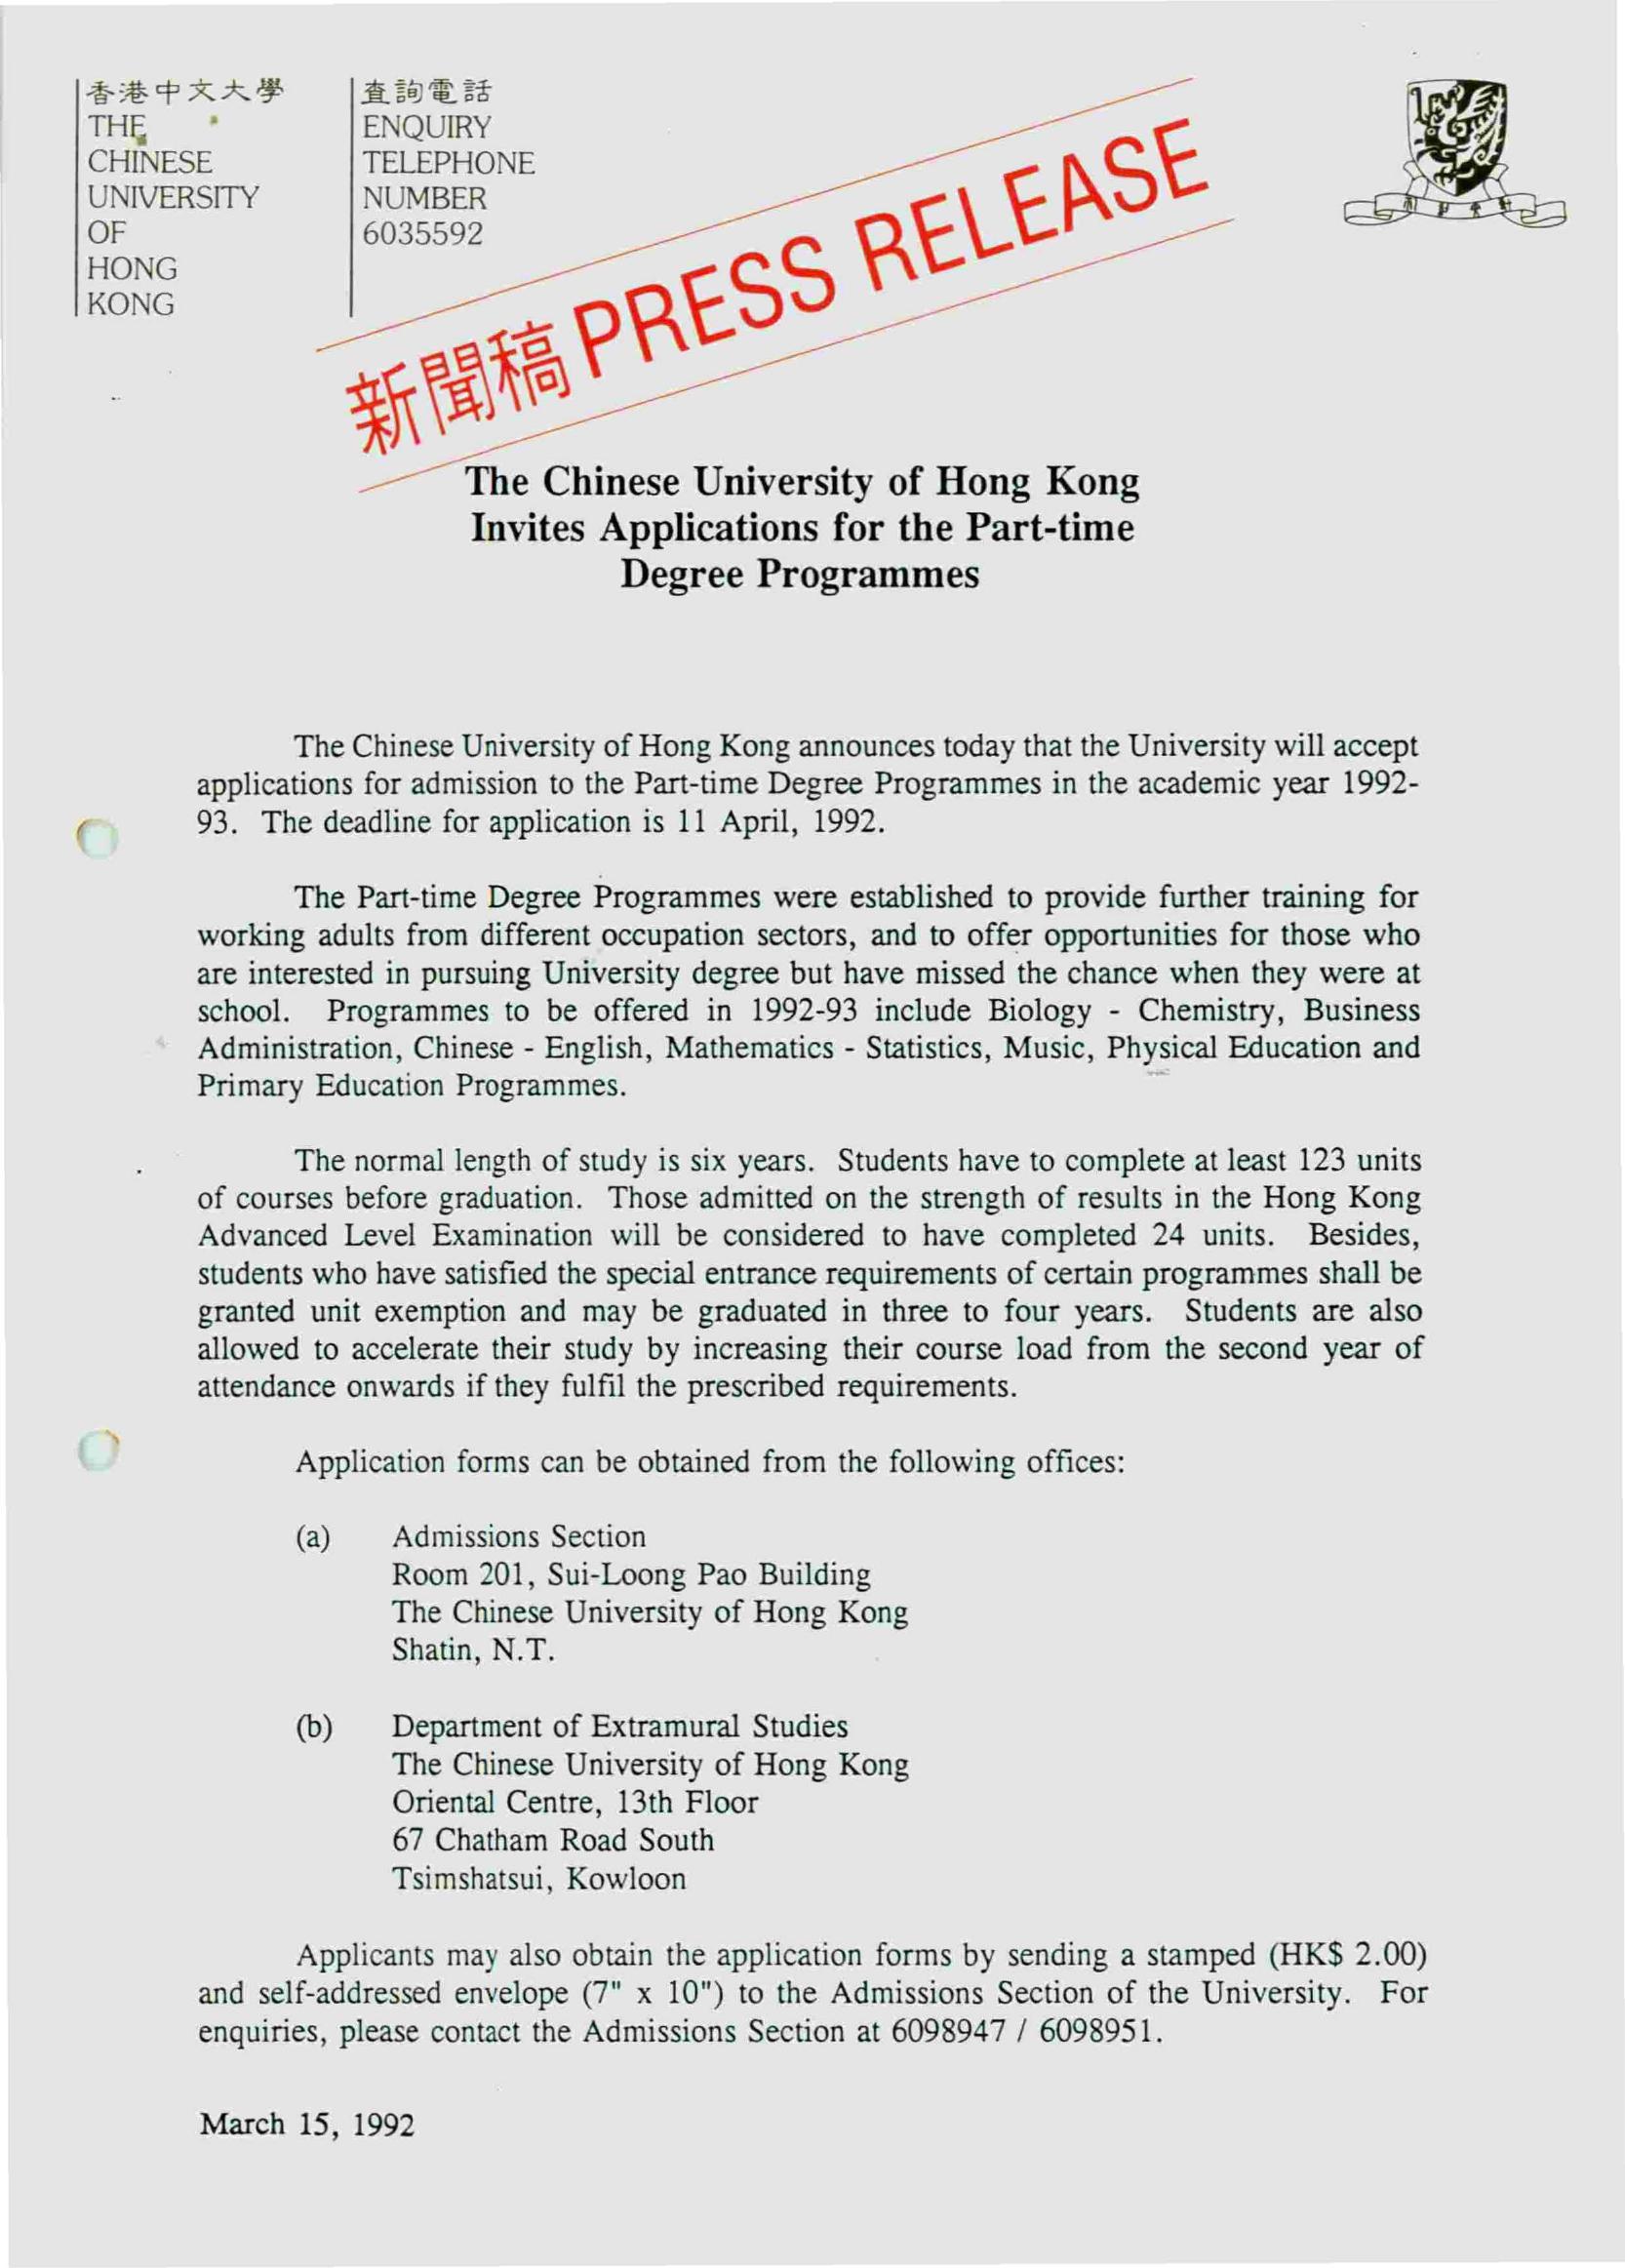 香港中文大學
THE
CHINESE
UNIVERSITY
OF
HONG
KONG
查詢電話
ENQUIRY
TELEPHONE
NUMBER
6035592
新聞稿 PRESS RELEASE
The Chinese University of Hong Kong
Invites Applications for the Part-time
Degree Programmes
The Chinese University of Hong Kong announces today that the University will accept
applications for admission to the Part-time Degree Programmes in the academic year 1992-
93. The deadline for application is 11 April, 1992.
The Part-time Degree Programmes were established to provide further training for
working adults from different occupation sectors, and to offer opportunities for those who
are interested in pursuing University degree but have missed the chance when they were at
school. Programmes to be offered in 1992-93 include Biology - Chemistry, Business
Administration, Chinese - English, Mathematics - Statistics, Music, Physical Education and
Primary Education Programmes.
The normal length of study is six years. Students have to complete at least 123 units
of courses before graduation. Those admitted on the strength of results in the Hong Kong
Advanced Level Examination will be considered to have completed 24 units. Besides,
students who have satisfied the special entrance requirements of certain programmes shall be
granted unit exemption and may be graduated in three to four years. Students are also
allowed to accelerate their study by increasing their course load from the second year of
attendance onwards if they fulfil the prescribed requirements.
Application forms can be obtained from the following offices:
(a) Admissions Section
Room 201, Sui-Loong Pao Building
The Chinese University of Hong Kong
Shatin, N.T.
(b) Department of Extramural Studies
The Chinese University of Hong Kong
Oriental Centre, 13th Floor
67 Chatham Road South
Tsimshatsui, Kowloon
Applicants may also obtain the application forms by sending a stamped (HK$ 2.00)
and self-addressed envelope (7" x 10") to the Admissions Section of the University. For
enquiries, please contact the Admissions Section at 6098947 / 6098951.
March 15, 1992